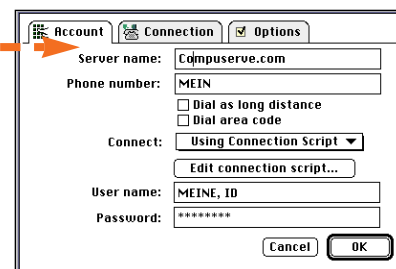 Account Connection Options
Server name: Compuserve.com
Phone number: MEIN
Dial as long distance
Dial area code
Connect: Using Connection Script
Edit connection script...
User name: MEINE, ID
Password: ********
Cancel OK